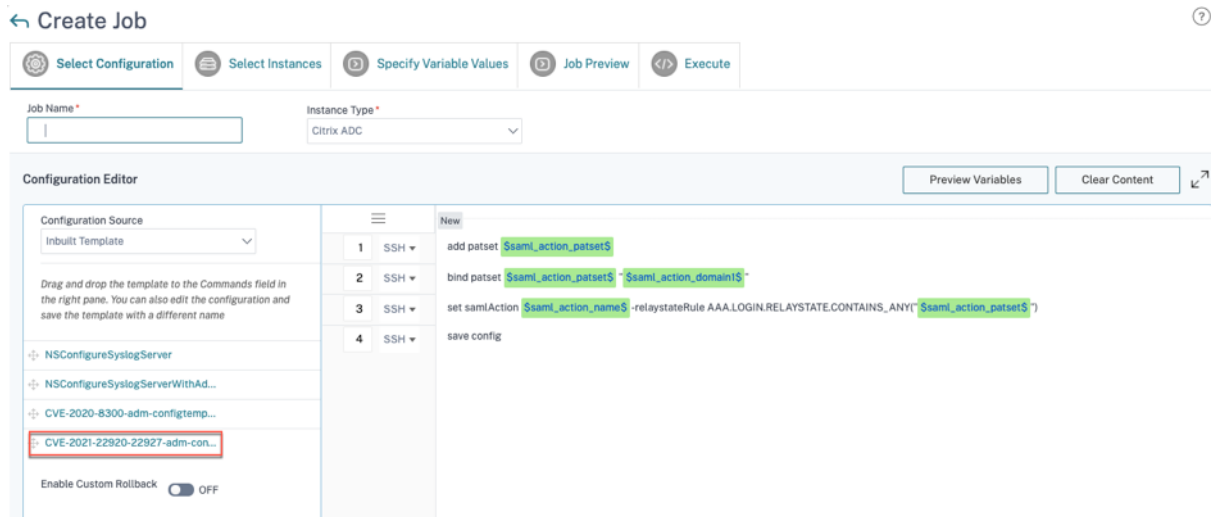 Create Job
?
Select Configuration
Select Instances
Specify Variable Values
Job Preview
</> Execute
Job Name*
Instance Type*
Citrix ADC
Configuration Editor
Preview Variables
Clear Content
Configuration Source
Inbuilt Template
Drag and drop the template to the Commands field in
the right pane. You can also edit the configuration and
save the template with a different name
NSConfigureSyslogServer
NSConfigureSyslogServerWithAd...
CVE-2020-8300-adm-configtemp...
CVE-2021-22920-22927-adm-con...
Enable Custom Rollback OFF
New
1 SSH add patset $saml_action_patset$
2 SSH bind patset $saml_action_patset$ "$saml_action_domain1$"
3 SSH set samlAction $saml_action_name$ -relaystateRule AAA.LOGIN.RELAYSTATE.CONTAINS_ANY("$saml_action_patset$")
4 SSH save config